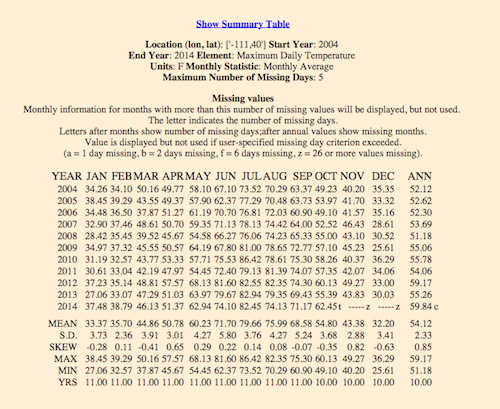 Show Summary Table
Location (lon, lat): ['-111,40'] Start Year: 2004
End Year: 2014 Element: Maximum Daily Temperature
Units: F Monthly Statistic: Monthly Average
Maximum Number of Missing Days: 5
Missing values
Monthly information for months with more than this number of missing values will be displayed, but not used.
The letter indicates the number of missing days.
Letters after months show number of missing days;after annual values show missing months.
Value is displayed but not used if user-specified missing day criterion exceeded.
(a = 1 day missing, b = 2 days missing, f = 6 days missing, z = 26 or more values missing).
YEAR JAN FEB MAR APR MAY JUN JUL AUG SEP OCT NOV DEC ANN
2004 34.26 34.10 50.16 49.77 58.10 67.10 73.52 70.29 63.37 49.23 40.20 35.35 52.12
2005 38.45 39.29 43.55 49.37 57.90 62.37 77.29 70.48 63.73 53.97 41.70 33.32 52.62
2006 34.48 36.50 37.87 51.27 61.19 70.70 76.81 72.03 60.90 49.10 41.57 35.16 52.30
2007 32.90 37.46 48.61 50.70 59.35 71.13 78.13 74.42 64.00 52.52 46.43 28.61 53.69
2008 28.42 35.45 39.52 45.67 54.58 66.27 76.06 74.23 65.33 55.00 43.10 30.52 51.18
2009 34.97 37.32 45.55 50.57 64.19 67.80 81.00 78.65 72.77 57.10 45.23 25.61 55.06
2010 31.19 32.57 43.77 53.33 57.71 75.53 86.42 78.61 75.30 58.26 40.37 36.29 55.78
2011 30.61 33.04 42.19 47.97 54.45 72.40 79.13 81.39 74.07 57.35 42.07 34.06 54.06
2012 37.23 35.14 48.81 57.57 68.13 81.60 82.55 82.35 74.30 60.13 49.27 33.00 59.17
2013 27.06 33.07 47.29 51.03 63.97 79.67 82.94 79.35 69.43 55.39 43.83 30.03 55.26
2014 37.48 38.79 46.13 51.37 62.94 74.10 82.45 74.13 71.17 62.45t -----z -----z 59.84 c
MEAN 33.37 35.70 44.86 50.78 60.23 71.70 79.66 75.99 68.58 54.80 43.38 32.20 54.12
S.D. 3.73 2.36 3.91 3.01 4.27 5.80 3.76 4.27 5.24 3.68 2.88 3.41 2.33
SKEW -0.28 0.11 -0.41 0.65 0.29 0.22 0.14 0.08 -0.07 -0.35 0.82 -0.63 0.85
MAX 38.45 39.29 50.16 57.57 68.13 81.60 86.42 82.35 75.30 60.13 49.27 36.29 59.17
MIN 27.06 32.57 37.87 45.67 54.45 62.37 73.52 70.29 60.90 49.10 40.20 25.61 51.18
YRS 11.00 11.00 11.00 11.00 11.00 11.00 11.00 11.00 11.00 10.00 10.00 10.00 10.00